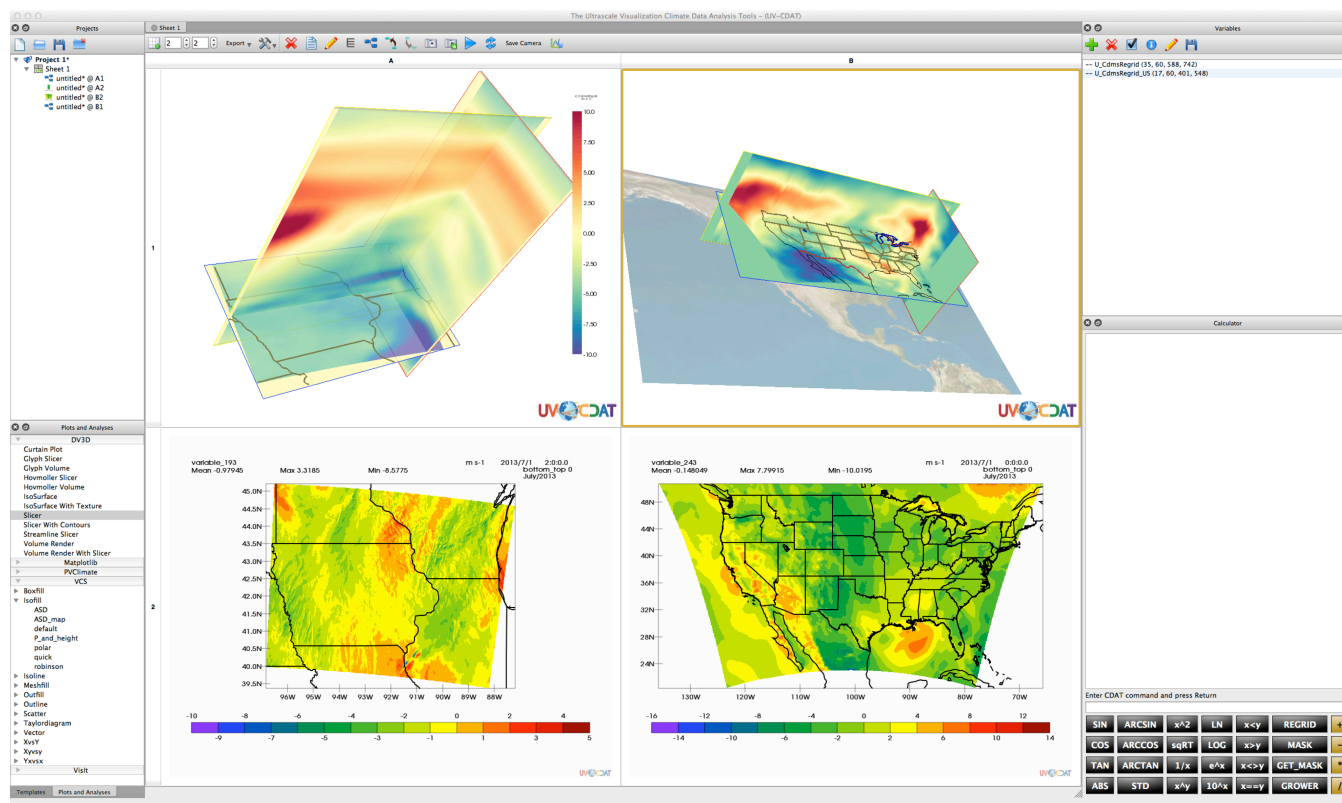 The Ultrascale Visualization Climate Data Analysis Tools - (UV-CDAT)
Projects
Project 1*
Sheet 1
untitled* @ A1
untitled* @ A2
untitled* @ B2
untitled* @ B1
Plots and Analyses
DV3D
Curtain Plot
Glyph Slicer
Glyph Volume
Hovmoller Slicer
Hovmoller Volume
IsoSurface
IsoSurface With Texture
Slicer
Slicer With Contours
Streamline Slicer
Volume Render
Volume Render With Slicer
Matplotlib
PVClimate
VCS
Boxfill
Isofill
ASD
ASD_map
default
P_and_height
polar
quick
robinson
Isoline
Meshfill
Outfill
Outline
Scatter
Taylordiagram
Vector
XvsY
Xyvsy
Yxvsx
VisIt
Templates Plots and Analyses
Sheet 1
2 2 Export Save Camera
A B
1
2
10.0
7.50
5.00
2.50
0.00
-2.50
-5.00
-7.50
-10.0
UV CDAT
UV CDAT
variable_193 m s-1 2013/7/1 2:0:0.0
Mean -0.97945 Max 3.3185 Min -8.5775 bottom_top 0
July/2013
45.0N
44.5N
44.0N
43.5N
43.0N
42.5N
42.0N
41.5N
41.0N
40.5N
40.0N
39.5N
96W 95W 94W 92W 91W 90W 89W 88W
-10 -8 -6 -4 -2 0 2 4
-9 -7 -5 -3 -1 1 3 5
UV CDAT
variable_243 m s-1 2013/7/1 0:0:0.0
Mean -0.148049 Max 7.79915 Min -10.0195 bottom_top 0
July/2013
48N
44N
40N
36N
32N
28N
24N
130W 120W 110W 100W 90W 80W 70W
-16 -12 -8 -4 0 4 8 12
-14 -10 -6 -2 2 6 10 14
UV CDAT
Variables
-- U_CdmsRegrid (35, 60, 588, 742)
-- U_CdmsRegrid_US (17, 60, 401, 548)
Calculator
Enter CDAT command and press Return
SIN ARCSIN x^2 LN x<y REGRID +
COS ARCCOS sqRT LOG x>y MASK -
TAN ARCTAN 1/x e^x x<>y GET_MASK *
ABS STD x^y 10^x x==y GROWER /